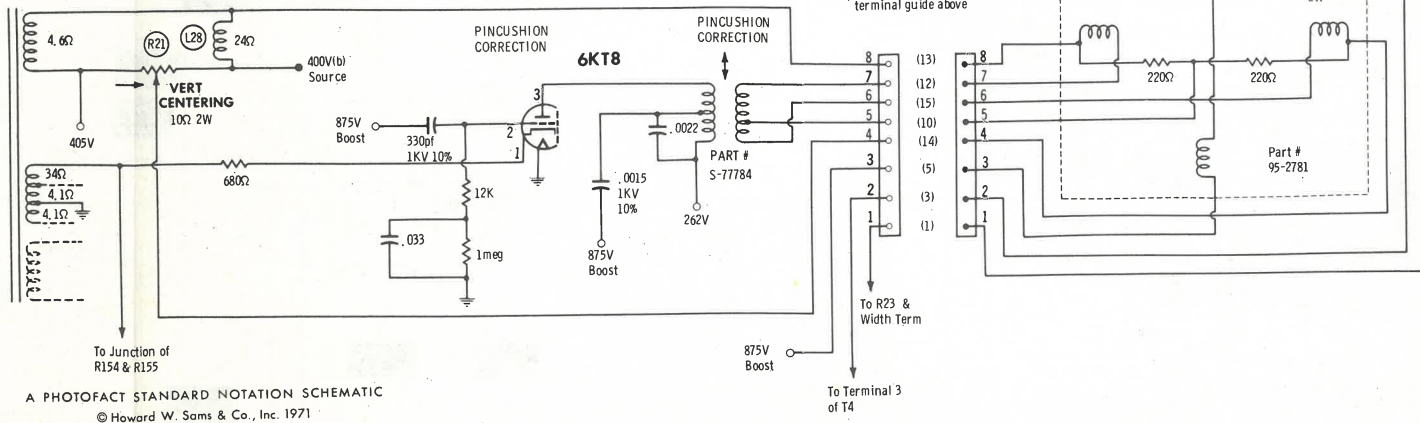 terminal guide above
4.6Ω
R21
L28
24Ω
400V(b)
Source
VERT
CENTERING
10Ω 2W
405V
PINCUSHION
CORRECTION
6KT8
PINCUSHION
CORRECTION
3
2
1
875V
Boost
330pf
1KV 10%
.0022
PART #
S-77784
.0015
1KV
10%
262V
875V
Boost
34Ω
4.1Ω
4.1Ω
680Ω
12K
.033
1meg
8
7
6
5
4
3
2
1
(13)
(12)
(15)
(10)
(14)
(5)
(3)
(1)
8
7
6
5
4
3
2
1
220Ω
220Ω
Part #
95-2781
To R23 &
Width Term
875V
Boost
To Terminal 3
of T4
To Junction of
R154 & R155
A PHOTOFACT STANDARD NOTATION SCHEMATIC
© Howard W. Sams & Co., Inc. 1971